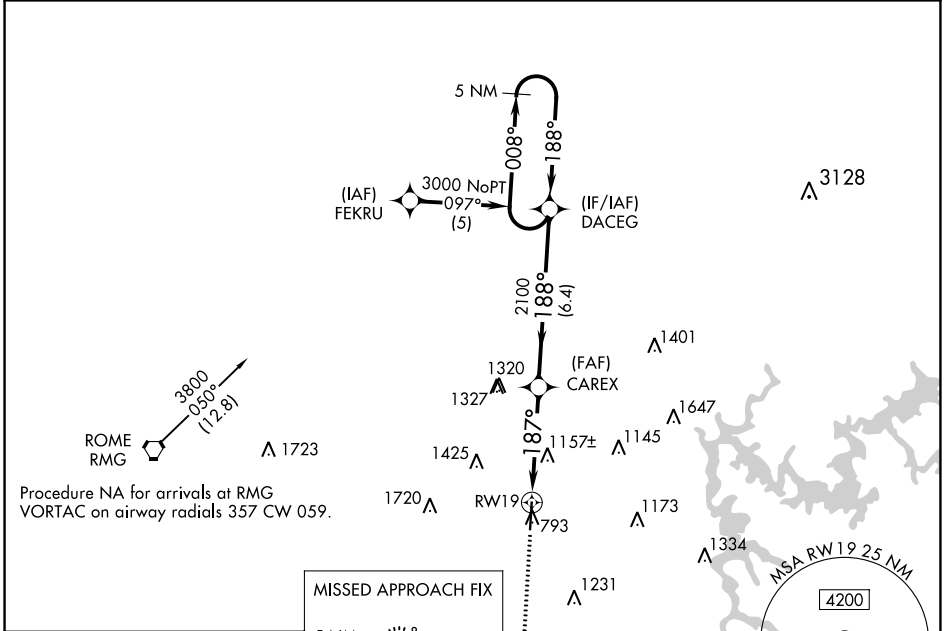 5 NM
008°
188°
3128
(IAF)
FEKRU
3000 NoPT
097°
(5)
(IF/IAF)
DACEG
2100
188°
(6.4)
1401
1320
1327
(FAF)
CAREX
3800
050°
(12.8)
1647
187°
ROME
RMG
1723
1425
1157±
1145
Procedure NA for arrivals at RMG
VORTAC on airway radials 357 CW 059.
1720
RW19
793
1173
1334
MSA RW19 25 NM
MISSED APPROACH FIX
1231
4200